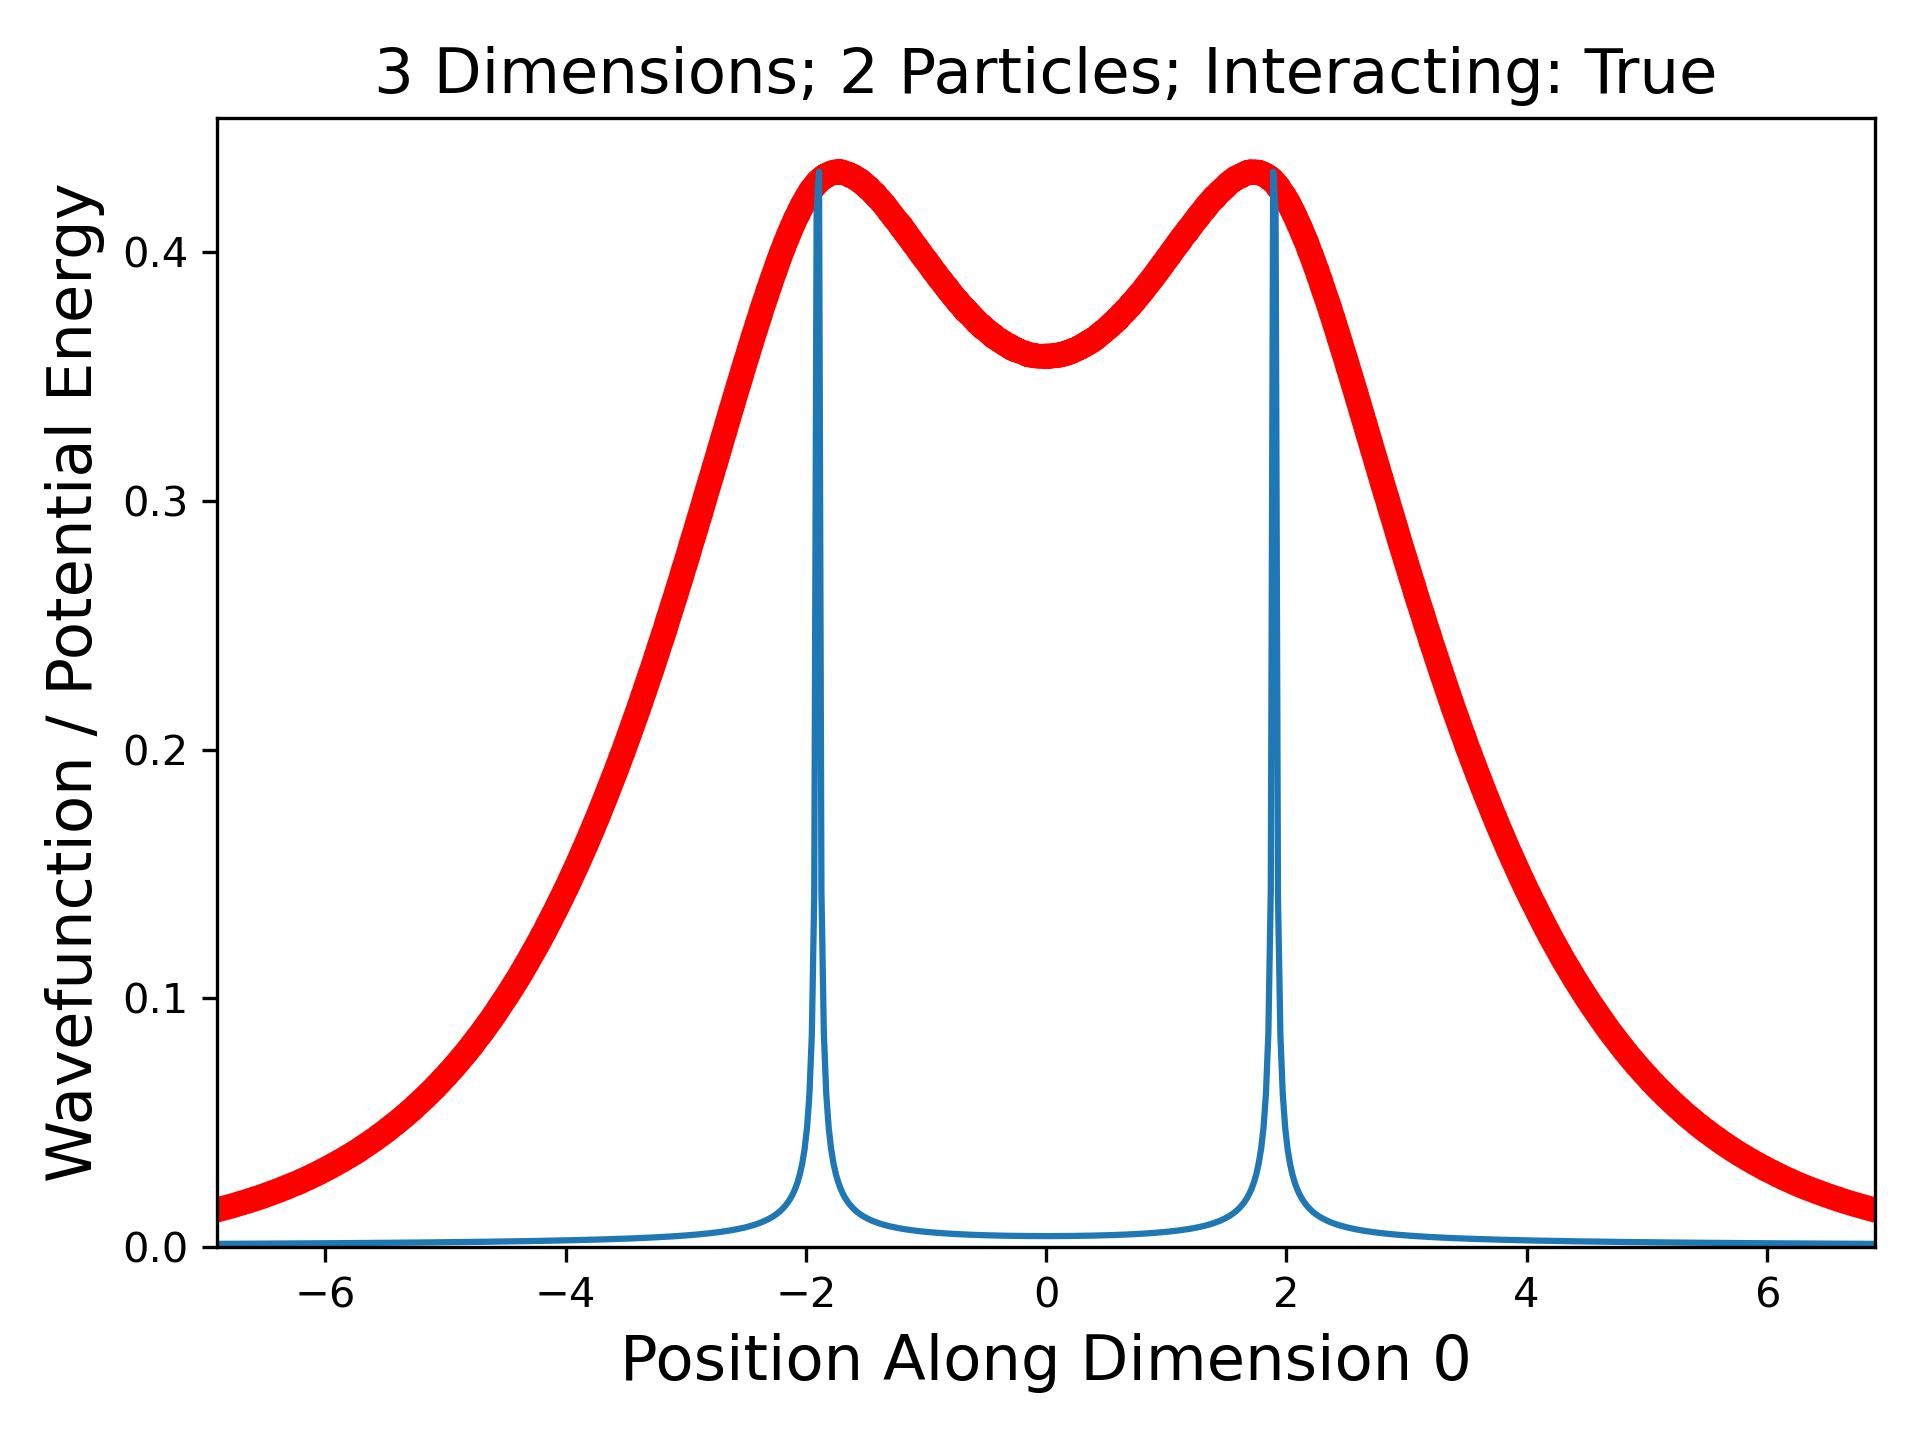 3 Dimensions; 2 Particles; Interacting: True
Wavefunction / Potential Energy
0.4
0.3
0.2
0.1
0.0
−6 −4 −2 0 2 4 6
Position Along Dimension 0